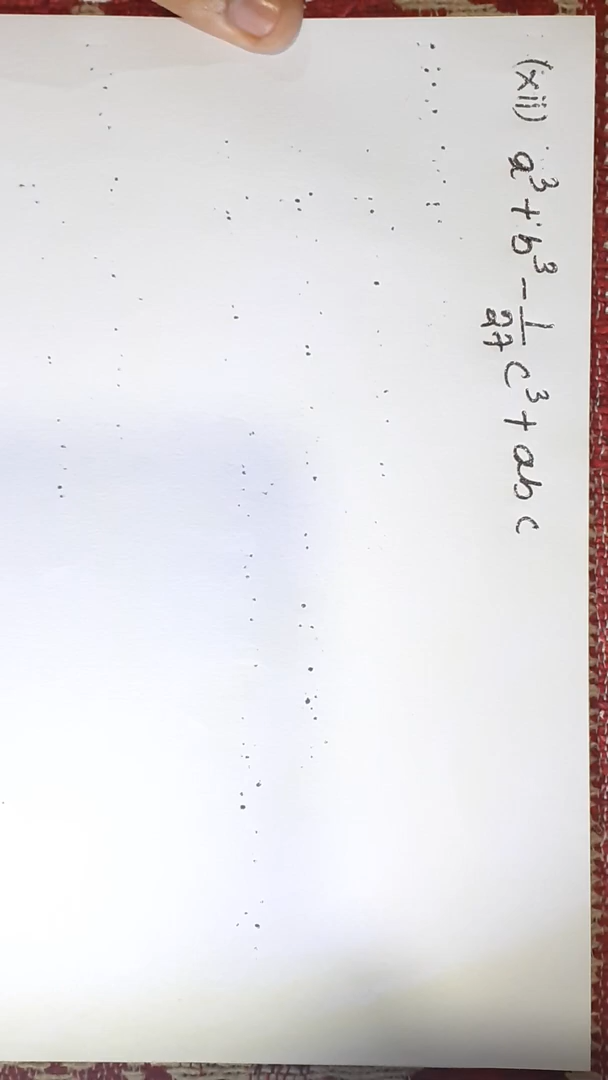 (xii) a³ + b³ - 1/27 c³ + abc